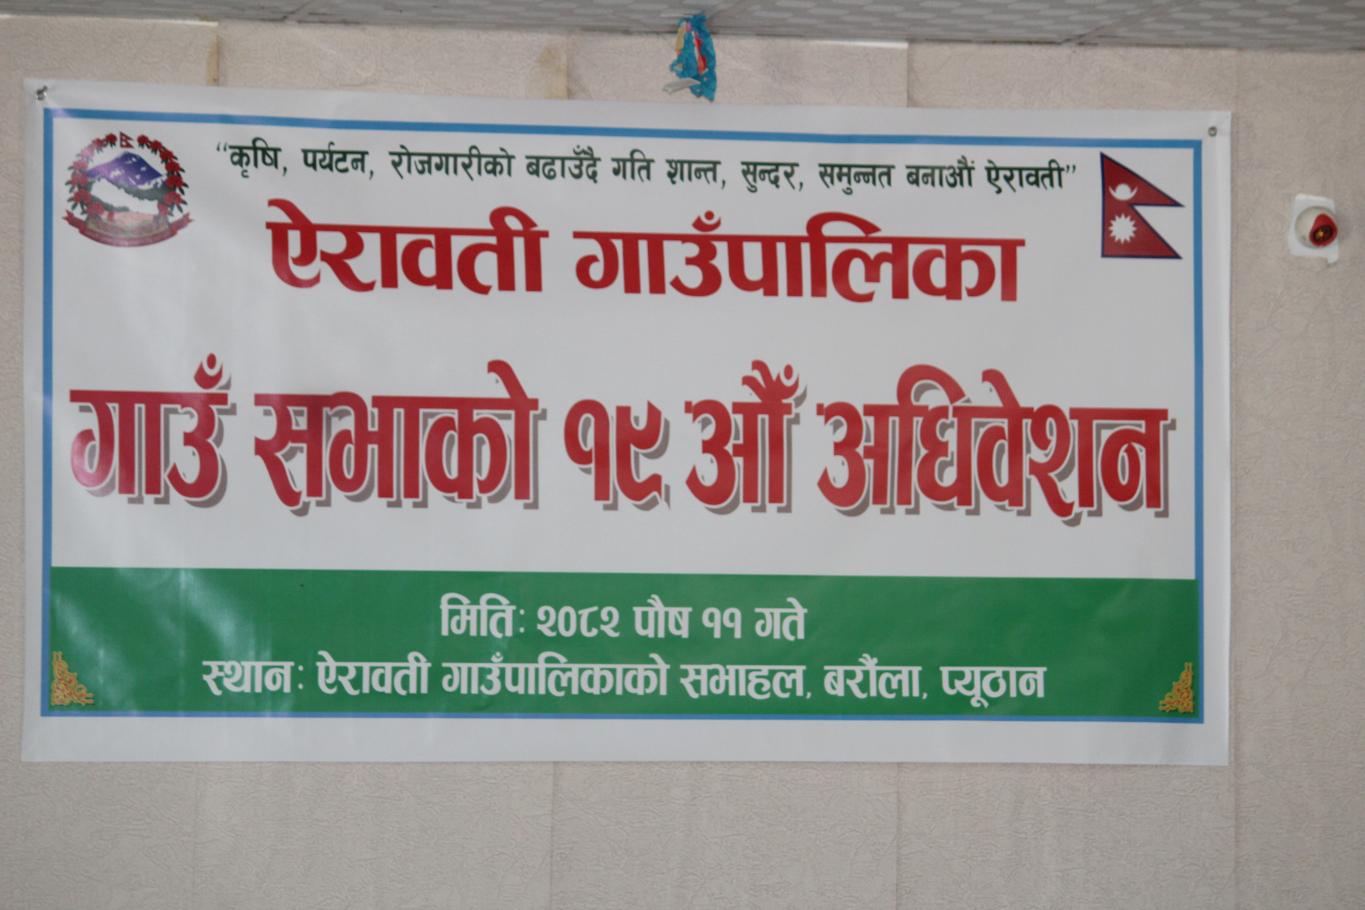 “कृषि, पर्यटन, रोजगारीको बढाउँदै गति शान्त, सुन्दर, समुन्नत बनाऔं ऐरावती”
ऐरावती गाउँपालिका
गाउँ सभाको १९ औं अधिवेशन
मितिः २०८२ पौष ११ गते
स्थानः ऐरावती गाउँपालिकाको सभाहल, बरौंला, प्यूठान